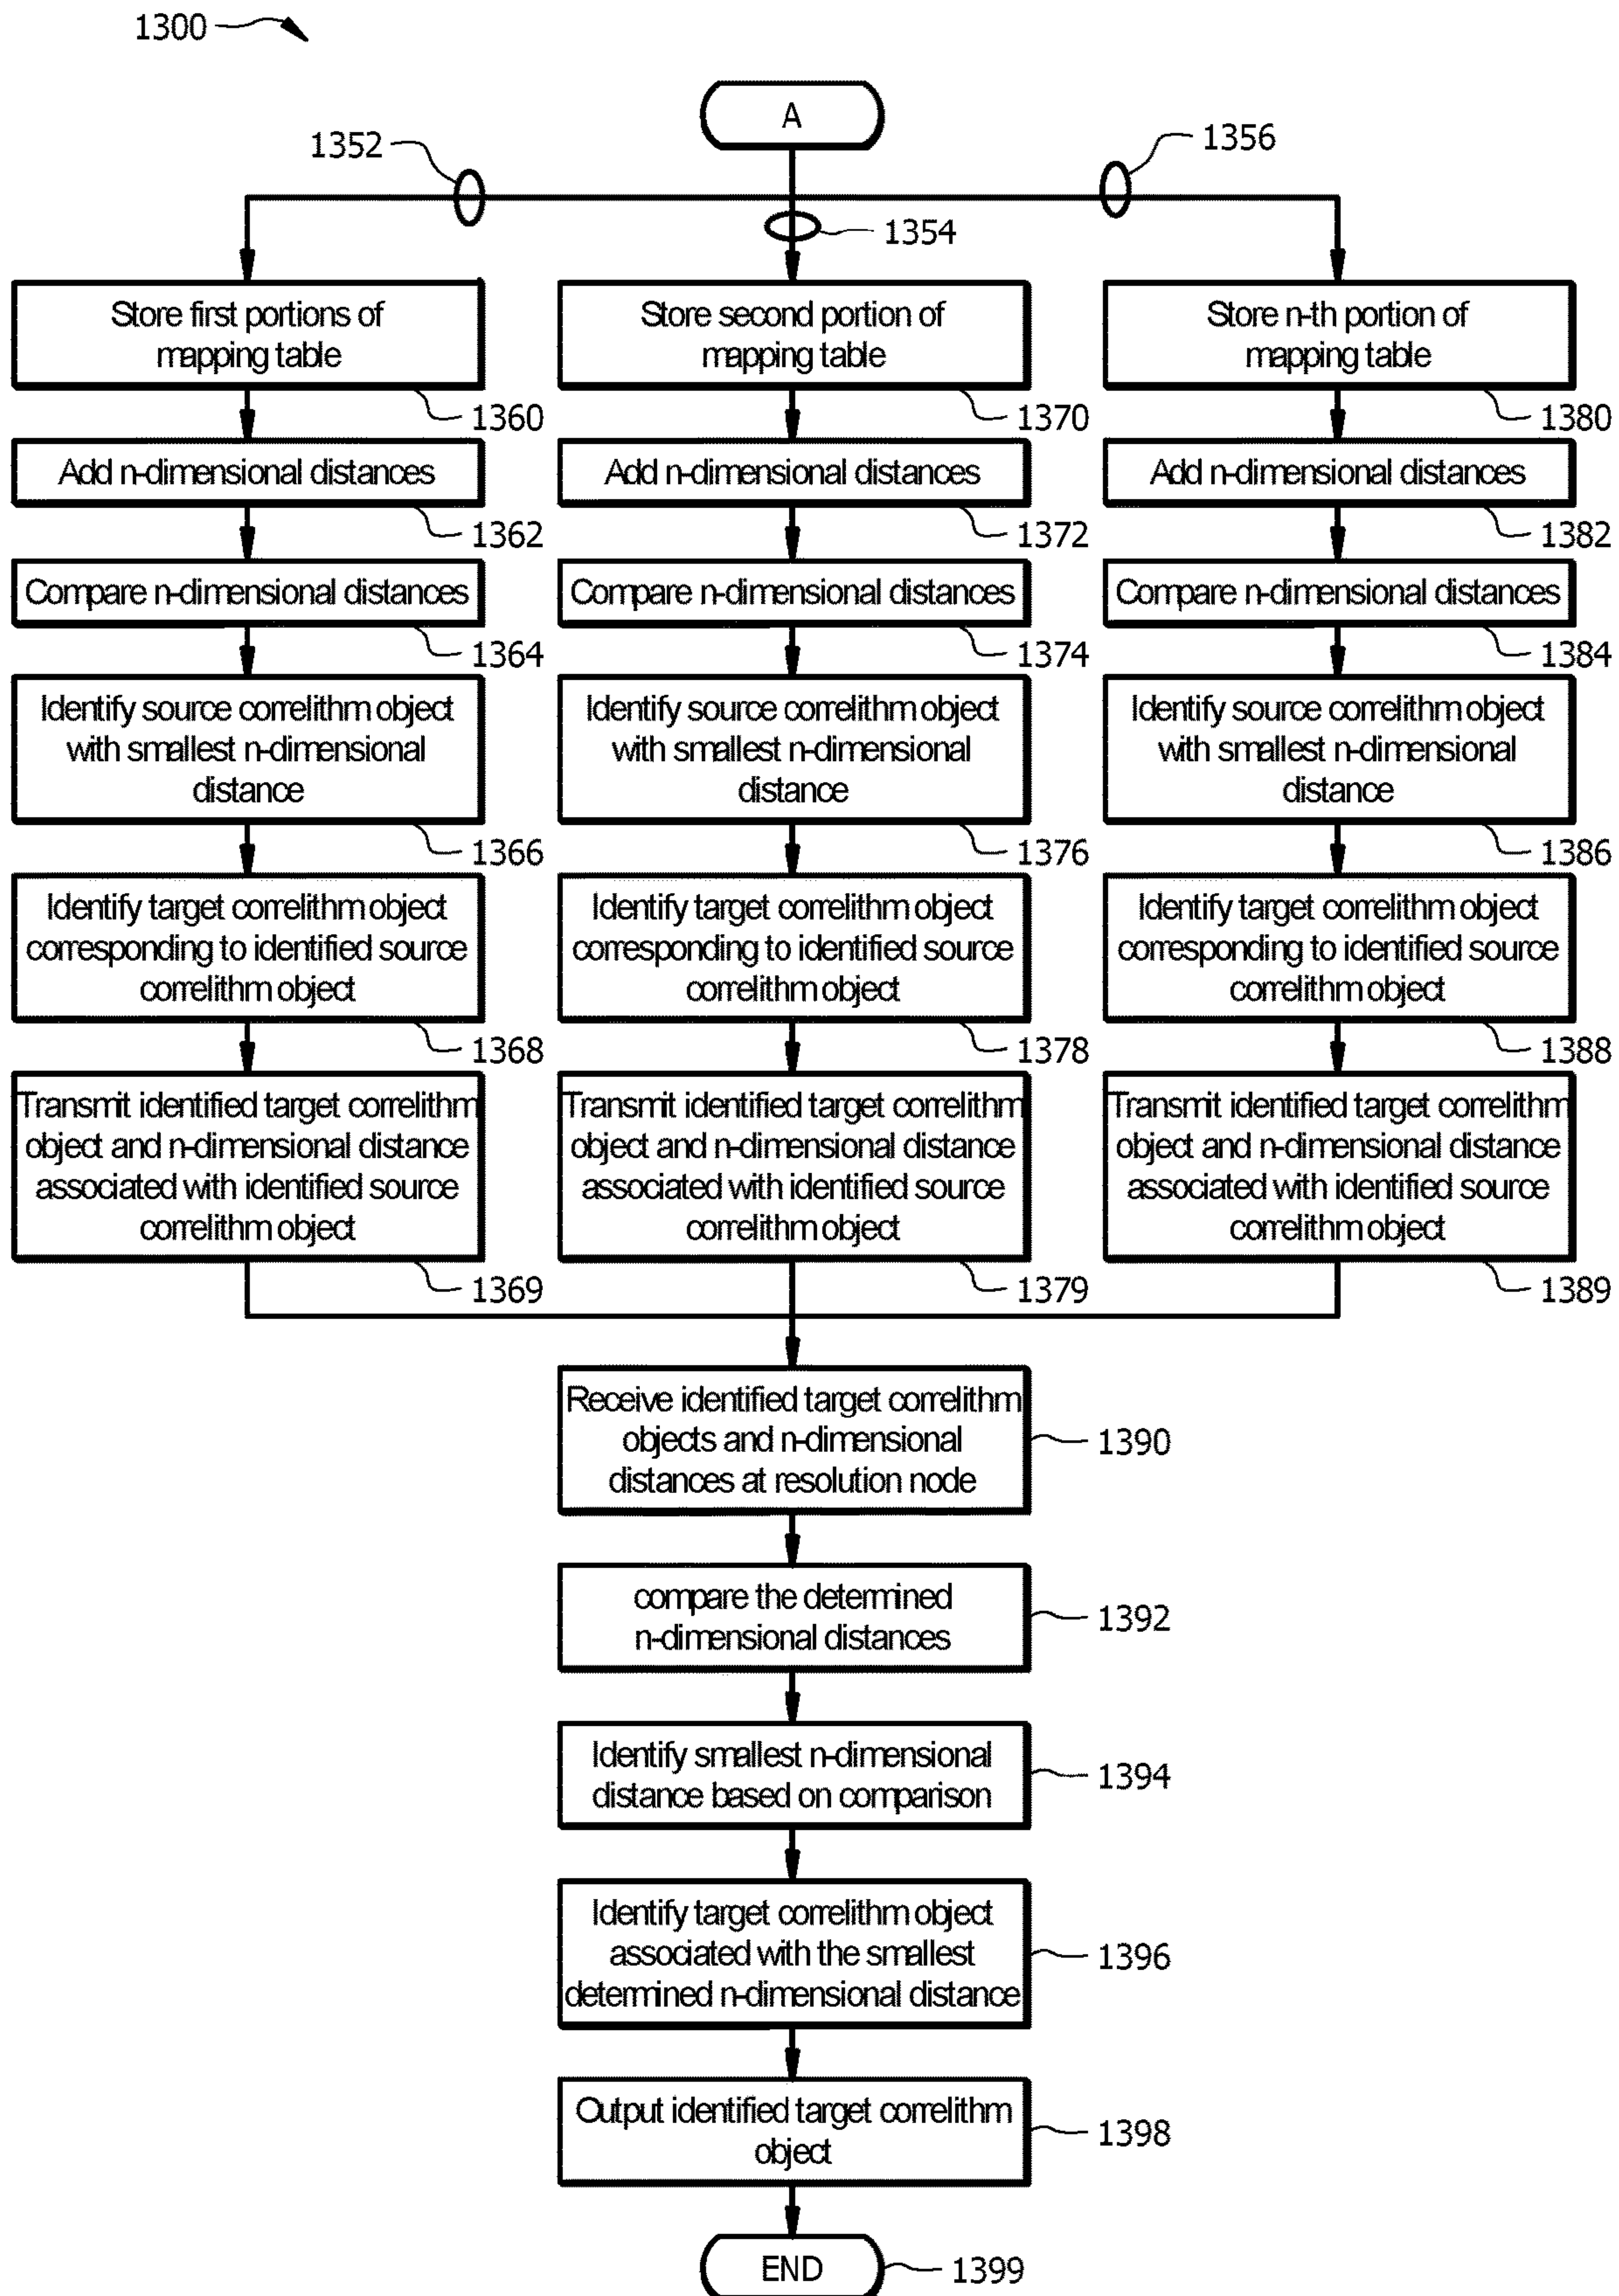 1300
A
1352
1356
1354
Store first portions of
mapping table
1360
Store second portion of
mapping table
1370
Store n-th portion of
mapping table
1380
Add n-dimensional distances
1362
Add n-dimensional distances
1372
Add n-dimensional distances
1382
Compare n-dimensional distances
1364
Compare n-dimensional distances
1374
Compare n-dimensional distances
1384
Identify source correlithm object
with smallest n-dimensional
distance
1366
Identify source correlithm object
with smallest n-dimensional
distance
1376
Identify source correlithm object
with smallest n-dimensional
distance
1386
Identify target correlithm object
corresponding to identified source
correlithm object
1368
Identify target correlithm object
corresponding to identified source
correlithm object
1378
Identify target correlithm object
corresponding to identified source
correlithm object
1388
Transmit identified target correlithm
object and n-dimensional distance
associated with identified source
correlithm object
1369
Transmit identified target correlithm
object and n-dimensional distance
associated with identified source
correlithm object
1379
Transmit identified target correlithm
object and n-dimensional distance
associated with identified source
correlithm object
1389
Receive identified target correlithm
objects and n-dimensional
distances at resolution node
1390
compare the determined
n-dimensional distances
1392
Identify smallest n-dimensional
distance based on comparison
1394
Identify target correlithm object
associated with the smallest
determined n-dimensional distance
1396
Output identified target correlithm
object
1398
END
1399